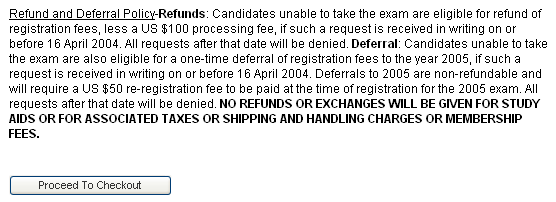 Refund and Deferral Policy-Refunds: Candidates unable to take the exam are eligible for refund of
registration fees, less a US $100 processing fee, if such a request is received in writing on or
before 16 April 2004. All requests after that date will be denied. Deferral: Candidates unable to take
the exam are also eligible for a one-time deferral of registration fees to the year 2005, if such a
request is received in writing on or before 16 April 2004. Deferrals to 2005 are non-refundable and
will require a US $50 re-registration fee to be paid at the time of registration for the 2005 exam. All
requests after that date will be denied. NO REFUNDS OR EXCHANGES WILL BE GIVEN FOR STUDY
AIDS OR FOR ASSOCIATED TAXES OR SHIPPING AND HANDLING CHARGES OR MEMBERSHIP
FEES.
Proceed To Checkout